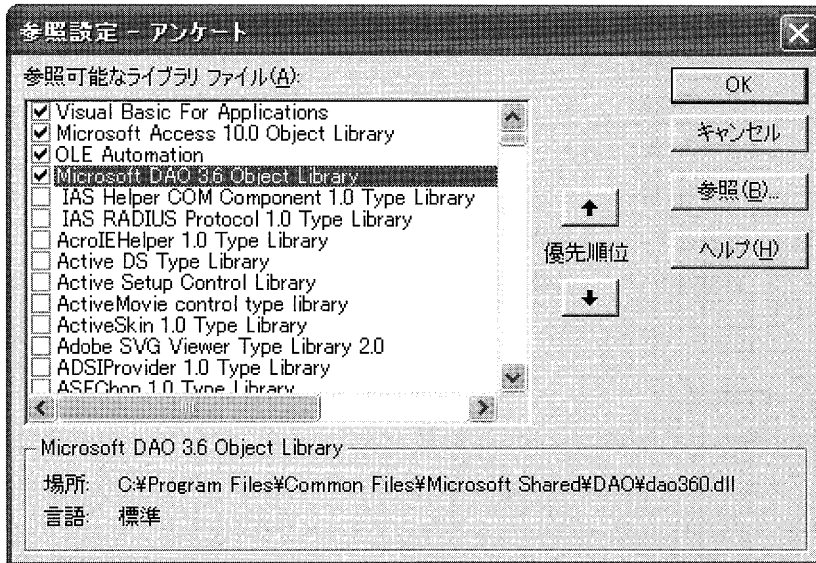 参照設定 - アンケート
参照可能なライブラリ ファイル(A):
Visual Basic For Applications
Microsoft Access 10.0 Object Library
OLE Automation
Microsoft DAO 3.6 Object Library
IAS Helper COM Component 1.0 Type Library
IAS RADIUS Protocol 1.0 Type Library
AcroIEHelper 1.0 Type Library
Active DS Type Library
Active Setup Control Library
ActiveMovie control type library
ActiveSkin 1.0 Type Library
Adobe SVG Viewer Type Library 2.0
ADSIProvider 1.0 Type Library
ASFChop 1.0 Type Library
OK
キャンセル
参照(B)...
優先順位
ヘルプ(H)
Microsoft DAO 3.6 Object Library
場所: C:¥Program Files¥Common Files¥Microsoft Shared¥DAO¥dao360.dll
言語: 標準